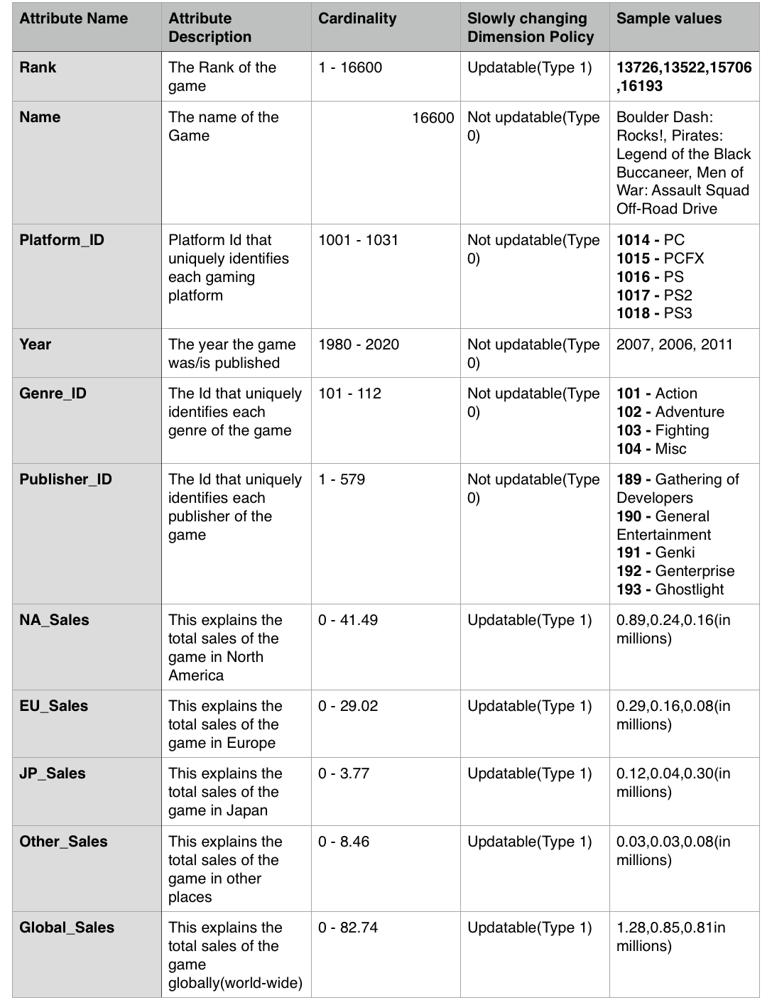 Attribute Name
Attribute
Description
Cardinality
Slowly changing
Dimension Policy
Sample values
Rank
The Rank of the
game
1 - 16600
Updatable(Type 1)
13726,13522,15706
,16193
Name
The name of the
Game
16600
Not updatable(Type
0)
Boulder Dash:
Rocks!, Pirates:
Legend of the Black
Buccaneer, Men of
War: Assault Squad
Off-Road Drive
Platform_ID
Platform Id that
uniquely identifies
each gaming
platform
1001 - 1031
Not updatable(Type
0)
1014 - PC
1015 - PCFX
1016 - PS
1017 - PS2
1018 - PS3
Year
The year the game
was/is published
1980 - 2020
Not updatable(Type
0)
2007, 2006, 2011
Genre_ID
The Id that uniquely
identifies each
genre of the game
101 - 112
Not updatable(Type
0)
101 - Action
102 - Adventure
103 - Fighting
104 - Misc
Publisher_ID
The Id that uniquely
identifies each
publisher of the
game
1 - 579
Not updatable(Type
0)
189 - Gathering of
Developers
190 - General
Entertainment
191 - Genki
192 - Genterprise
193 - Ghostlight
NA_Sales
This explains the
total sales of the
game in North
America
0 - 41.49
Updatable(Type 1)
0.89,0.24,0.16(in
millions)
EU_Sales
This explains the
total sales of the
game in Europe
0 - 29.02
Updatable(Type 1)
0.29,0.16,0.08(in
millions)
JP_Sales
This explains the
total sales of the
game in Japan
0 - 3.77
Updatable(Type 1)
0.12,0.04,0.30(in
millions)
Other_Sales
This explains the
total sales of the
game in other
places
0 - 8.46
Updatable(Type 1)
0.03,0.03,0.08(in
millions)
Global_Sales
This explains the
total sales of the
game
globally(world-wide)
0 - 82.74
Updatable(Type 1)
1.28,0.85,0.81in
millions)